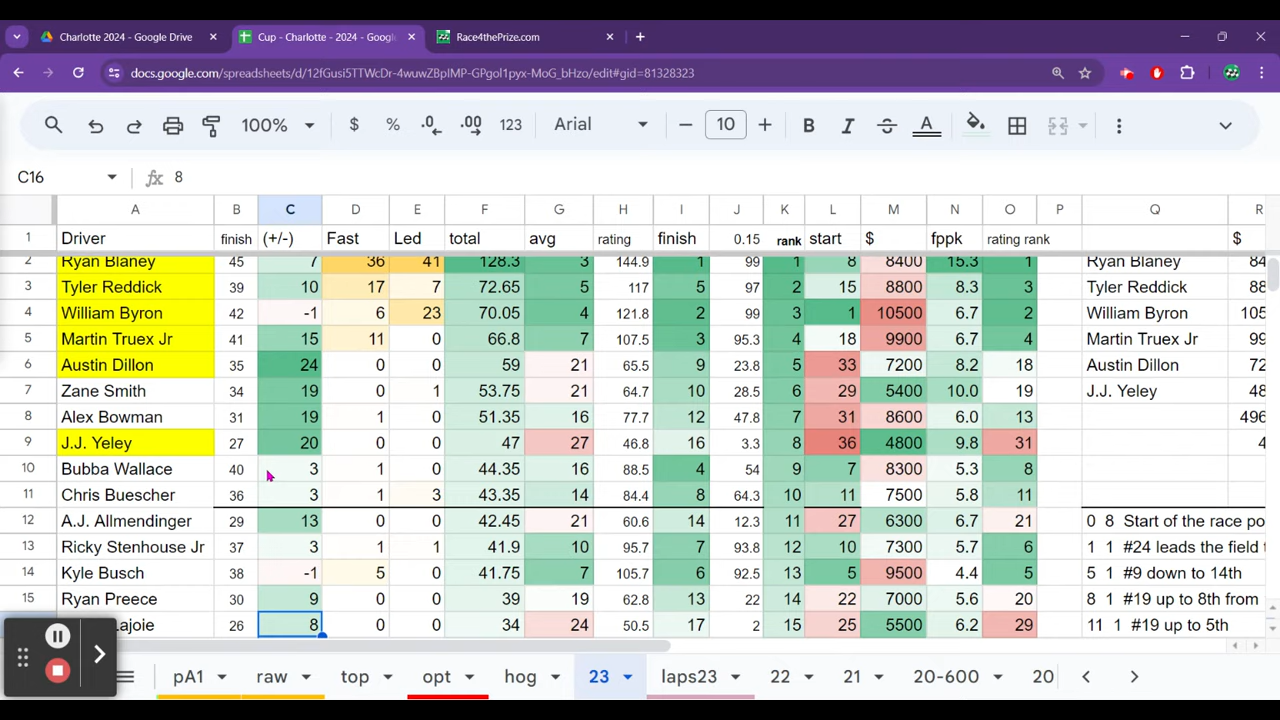 Charlotte 2024 - Google Drive
Cup - Charlotte - 2024 - Goog
Race4thePrize.com
docs.google.com/spreadsheets/d/12fGusi5TTWcDr-4wuwZBpIMP-GPgol1pyx-MoG_bHzo/edit#gid=81328323
100% $ % .0 .00 123 Arial 10 B I A
C16 fx 8
A B C D E F G H I J K L M N O P Q R
1 Driver finish (+/-) Fast Led total avg rating finish 0.15 rank start $ fppk rating rank $
2 Ryan Blaney 45 7 36 41 128.3 3 144.9 1 99 1 8 8400 15.3 1 Ryan Blaney 84
3 Tyler Reddick 39 10 17 7 72.65 5 117 5 97 2 15 8800 8.3 3 Tyler Reddick 88
4 William Byron 42 -1 6 23 70.05 4 121.8 2 99 3 1 10500 6.7 2 William Byron 105
5 Martin Truex Jr 41 15 11 0 66.8 7 107.5 3 95.3 4 18 9900 6.7 4 Martin Truex Jr 99
6 Austin Dillon 35 24 0 0 59 21 65.5 9 23.8 5 33 7200 8.2 18 Austin Dillon 72
7 Zane Smith 34 19 0 1 53.75 21 64.7 10 28.5 6 29 5400 10.0 19 J.J. Yeley 48
8 Alex Bowman 31 19 1 0 51.35 16 77.7 12 47.8 7 31 8600 6.0 13 496
9 J.J. Yeley 27 20 0 0 47 27 46.8 16 3.3 8 36 4800 9.8 31 4
10 Bubba Wallace 40 3 1 0 44.35 16 88.5 4 54 9 7 8300 5.3 8
11 Chris Buescher 36 3 1 3 43.35 14 84.4 8 64.3 10 11 7500 5.8 11
12 A.J. Allmendinger 29 13 0 0 42.45 21 60.6 14 12.3 11 27 6300 6.7 21 0 8 Start of the race po
13 Ricky Stenhouse Jr 37 3 1 1 41.9 10 95.7 7 93.8 12 10 7300 5.7 6 1 1 #24 leads the field t
14 Kyle Busch 38 -1 5 0 41.75 7 105.7 6 92.5 13 5 9500 4.4 5 5 1 #9 down to 14th
15 Ryan Preece 30 9 0 0 39 19 62.8 13 22 14 22 7000 5.6 20 8 1 #19 up to 8th from
Lajoie 26 8 0 0 34 24 50.5 17 0 15 25 5500 6.2 29 11 1 #19 up to 5th
pA1 raw top opt hog 23 laps23 22 21 20-600 20